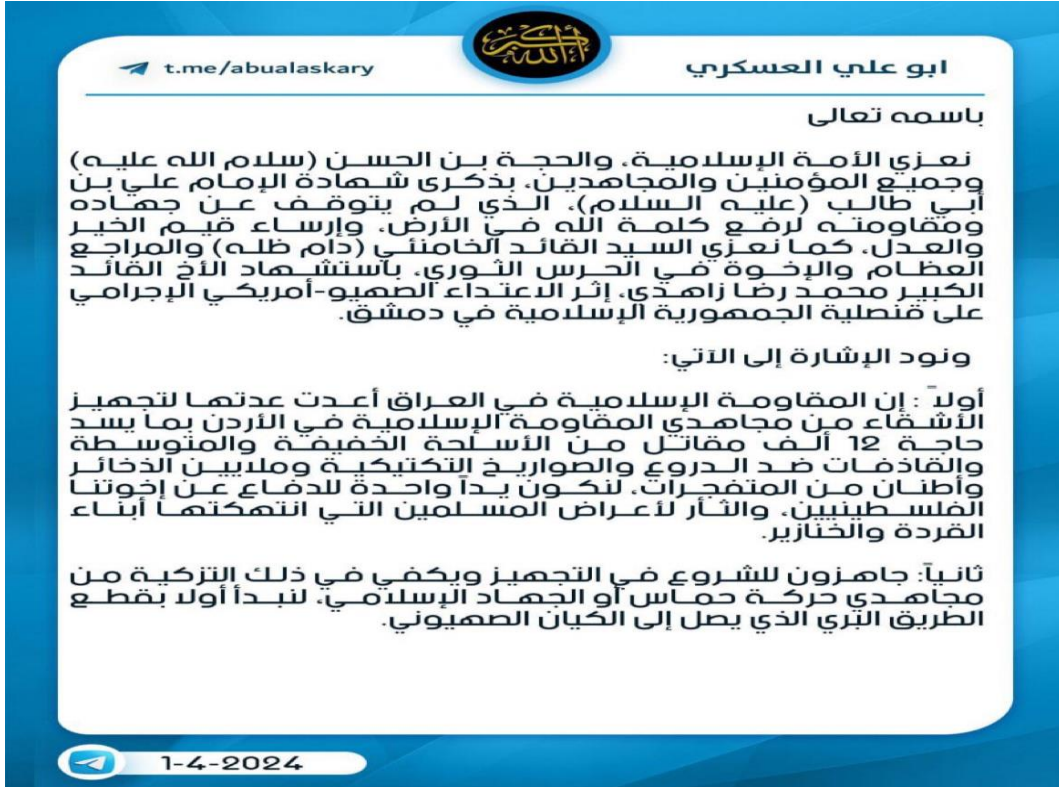 ابو علي العسكري
t.me/abualaskary
الله أكبر
باسمه تعالى
نعزي الأمة الإسلامية، والحجة بن الحسن (سلام الله عليه)
وجميع المؤمنين والمجاهدين، بذكرى شهادة الإمام علي بن
أبي طالب (عليه السلام)، الذي لم يتوقف عن جهاده
ومقاومته لرفع كلمة الله في الأرض، وإرساء قيم الخير
والعدل، كما نعزي السيد القائد الخامنئي (دام ظله) والمراجع
العظام والإخوة في الحرس الثوري، باستشهاد الأخ القائد
الكبير محمد رضا زاهدي، إثر الاعتداء الصهيو-أمريكي الإجرامي
على قنصلية الجمهورية الإسلامية في دمشق.
ونود الإشارة إلى الآتي:
أولاً : إن المقاومة الإسلامية في العراق أعدت عدتها لتجهيز
الأشقاء من مجاهدي المقاومة الإسلامية في الأردن بما يسد
حاجة 12 ألف مقاتل من الأسلحة الخفيفة والمتوسطة
والقاذفات ضد الدروع والصواريخ التكتيكية وملايين الذخائر
وأطنان من المتفجرات، لنكون يداً واحدة للدفاع عن إخوتنا
الفلسطينيين، والثأر لأعراض المسلمين التي انتهكتها أبناء
القردة والخنازير.
ثانياً: جاهزون للشروع في التجهيز ويكفي في ذلك التزكية من
مجاهدي حركة حماس أو الجهاد الإسلامي، لنبدأ أولا بقطع
الطريق البري الذي يصل إلى الكيان الصهيوني.
1-4-2024